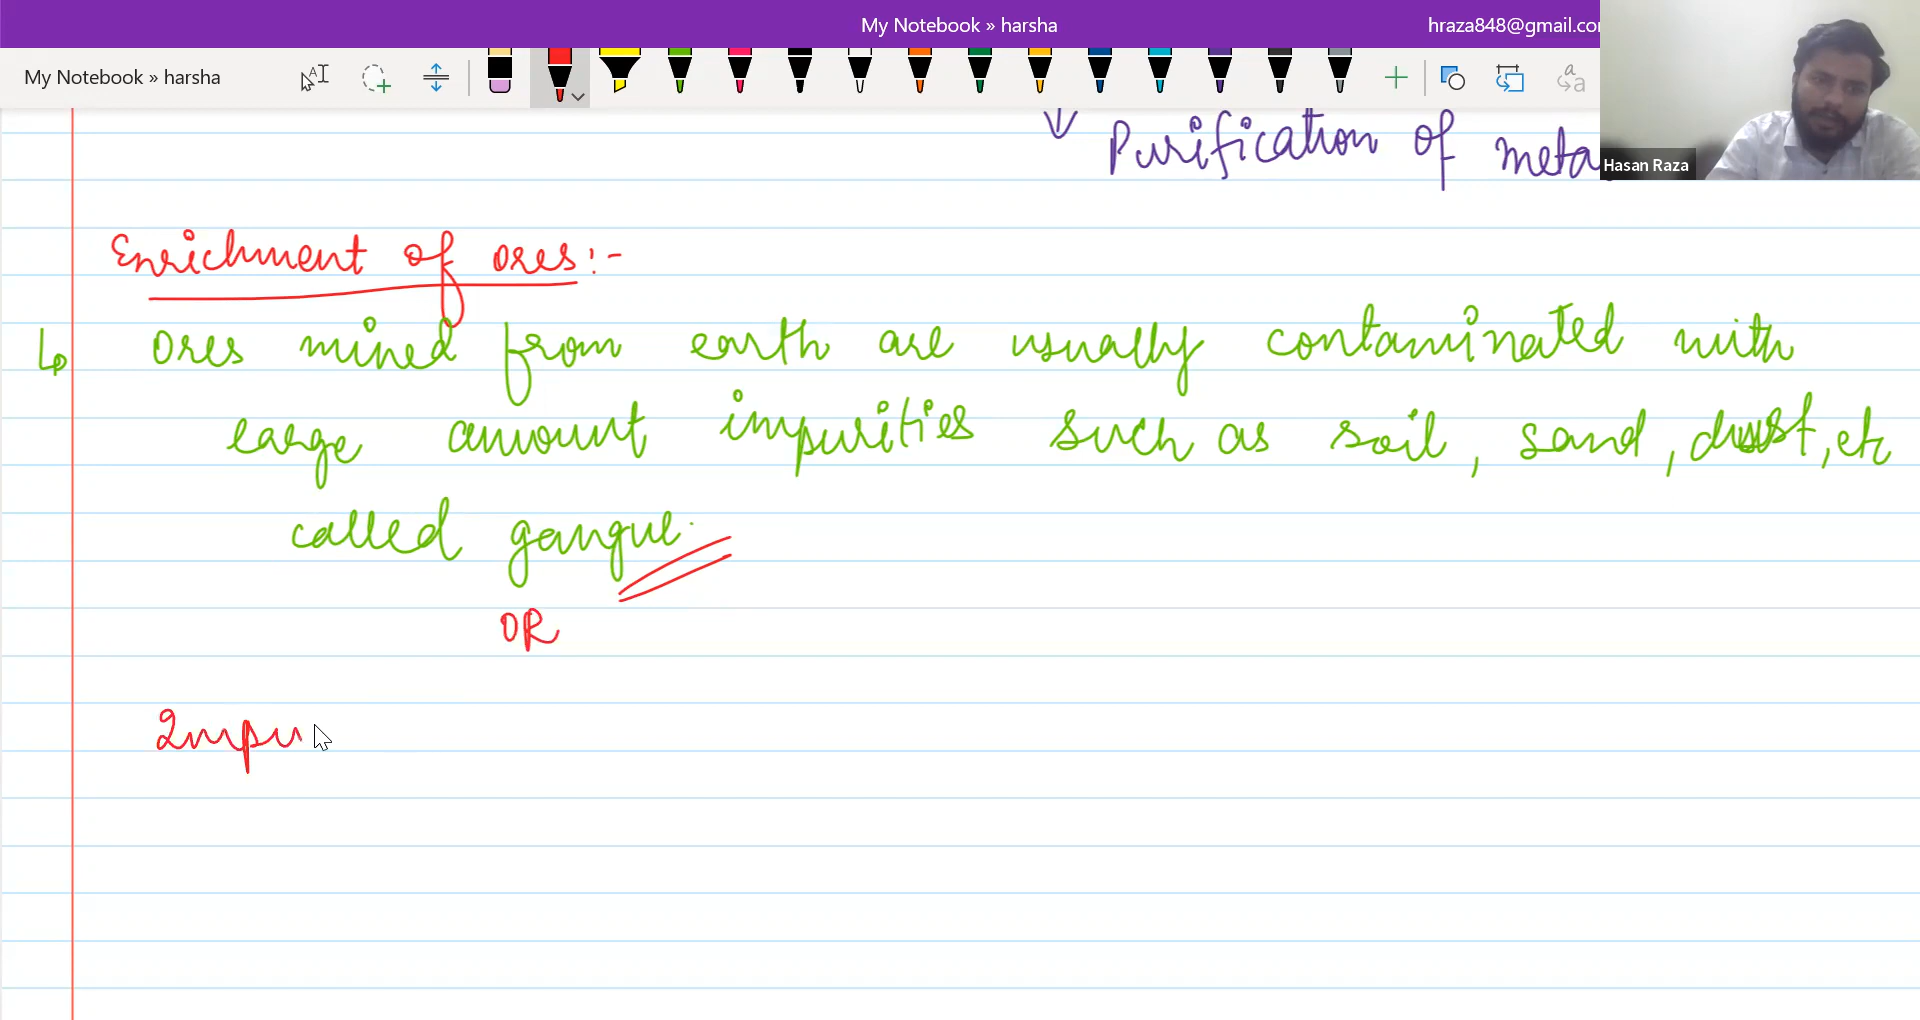 My Notebook » harsha
hraza848@gmail.co
My Notebook » harsha
Hasan Raza
Purification of meta
Enrichment of ores:-
Ores mined from earth are usually contaminated with
large amount impurities such as soil, sand, dust, etc
called gangue.
OR
Impu